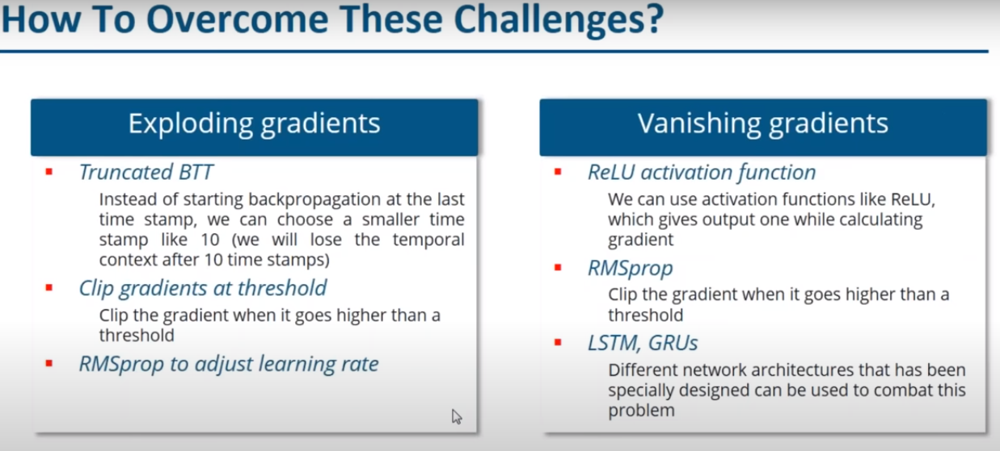 How To Overcome These Challenges?
Exploding gradients
Truncated BTT
Instead of starting backpropagation at the last
time stamp, we can choose a smaller time
stamp like 10 (we will lose the temporal
context after 10 time stamps)
Clip gradients at threshold
Clip the gradient when it goes higher than a
threshold
RMSprop to adjust learning rate
Vanishing gradients
ReLU activation function
We can use activation functions like ReLU,
which gives output one while calculating
gradient
RMSprop
Clip the gradient when it goes higher than a
threshold
LSTM, GRUs
Different network architectures that has been
specially designed can be used to combat this
problem